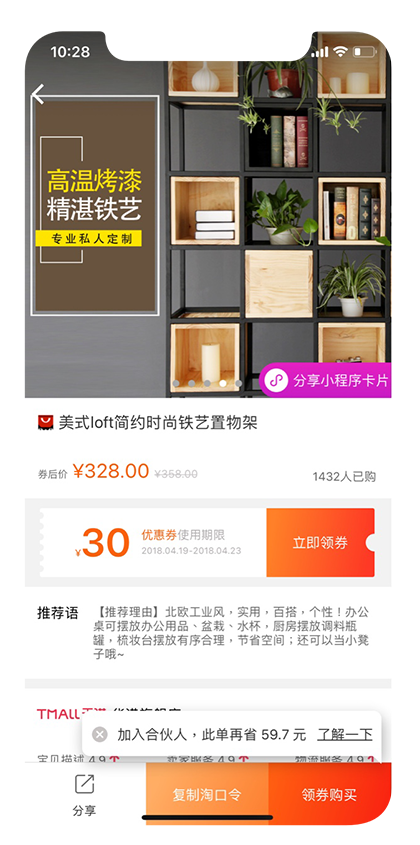 10:28
高温烤漆
精湛铁艺
专业私人定制
分享小程序卡片
美式loft简约时尚铁艺置物架
券后价 ¥328.00 ¥358.00
1432人已购
¥30
优惠券使用期限
2018.04.19-2018.04.23
立即领券
推荐语
【推荐理由】北欧工业风，实用，百搭，个性！办公
桌可摆放办公用品、盆栽、水杯，厨房摆放调料瓶
罐，梳妆台摆放有序合理，节省空间；还可以当小凳
子哦~
TMALL天猫
加入合伙人，此单再省 59.7 元 了解一下
宝贝描述 4.9 卖家服务 4.9 物流服务 4.9
分享
复制淘口令
领券购买